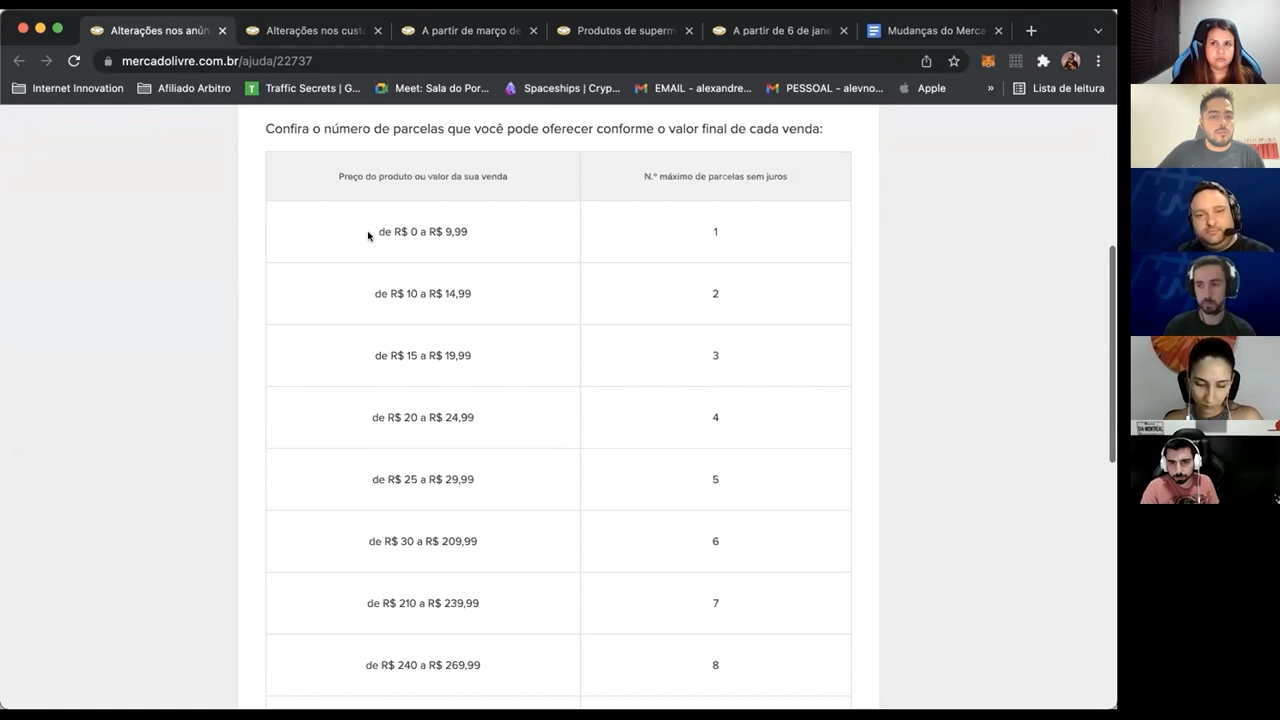 Alterações nos anún
Alterações nos cust
A partir de março de
Produtos de superm
A partir de 6 de jane
Mudanças do Merca
mercadolivre.com.br/ajuda/22737
Internet Innovation
Afiliado Arbitro
Traffic Secrets | G...
Meet: Sala do Por...
Spaceships | Cryp...
EMAIL - alexandre...
PESSOAL - alevno...
Apple
»
Lista de leitura
Confira o número de parcelas que você pode oferecer conforme o valor final de cada venda:
Preço do produto ou valor da sua venda N.º máximo de parcelas sem juros
de R$ 0 a R$ 9,99 1
de R$ 10 a R$ 14,99 2
de R$ 15 a R$ 19,99 3
de R$ 20 a R$ 24,99 4
de R$ 25 a R$ 29,99 5
de R$ 30 a R$ 209,99 6
de R$ 210 a R$ 239,99 7
de R$ 240 a R$ 269,99 8